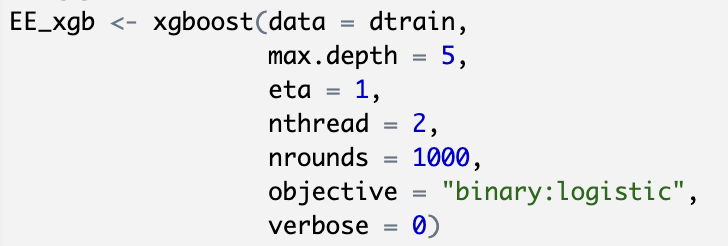 EE_xgb <- xgboost(data = dtrain,
max.depth = 5,
eta = 1,
nthread = 2,
nrounds = 1000,
objective = "binary:logistic",
verbose = 0)